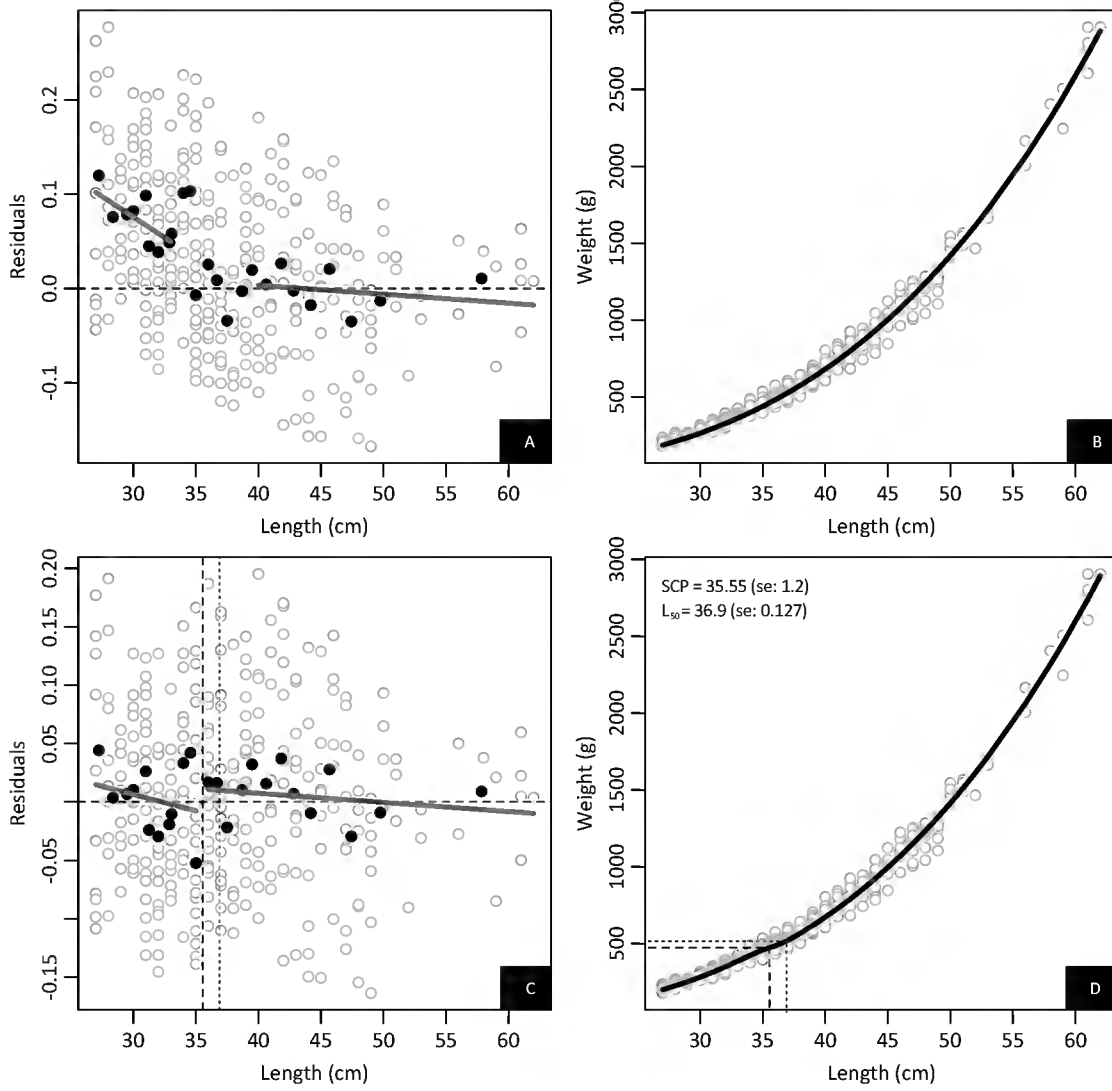 0.2
0.1
0.0
-0.1
Residuals
30 35 40 45 50 55 60
Length (cm)
A
3000
2500
2000
1500
1000
500
Weight (g)
30 35 40 45 50 55 60
Length (cm)
B
0.20
0.15
0.10
0.05
-0.05
-0.15
Residuals
30 35 40 45 50 55 60
Length (cm)
C
3000
2500
2000
1500
1000
500
Weight (g)
SCP = 35.55 (se: 1.2)
L₅₀ = 36.9 (se: 0.127)
30 35 40 45 50 55 60
Length (cm)
D